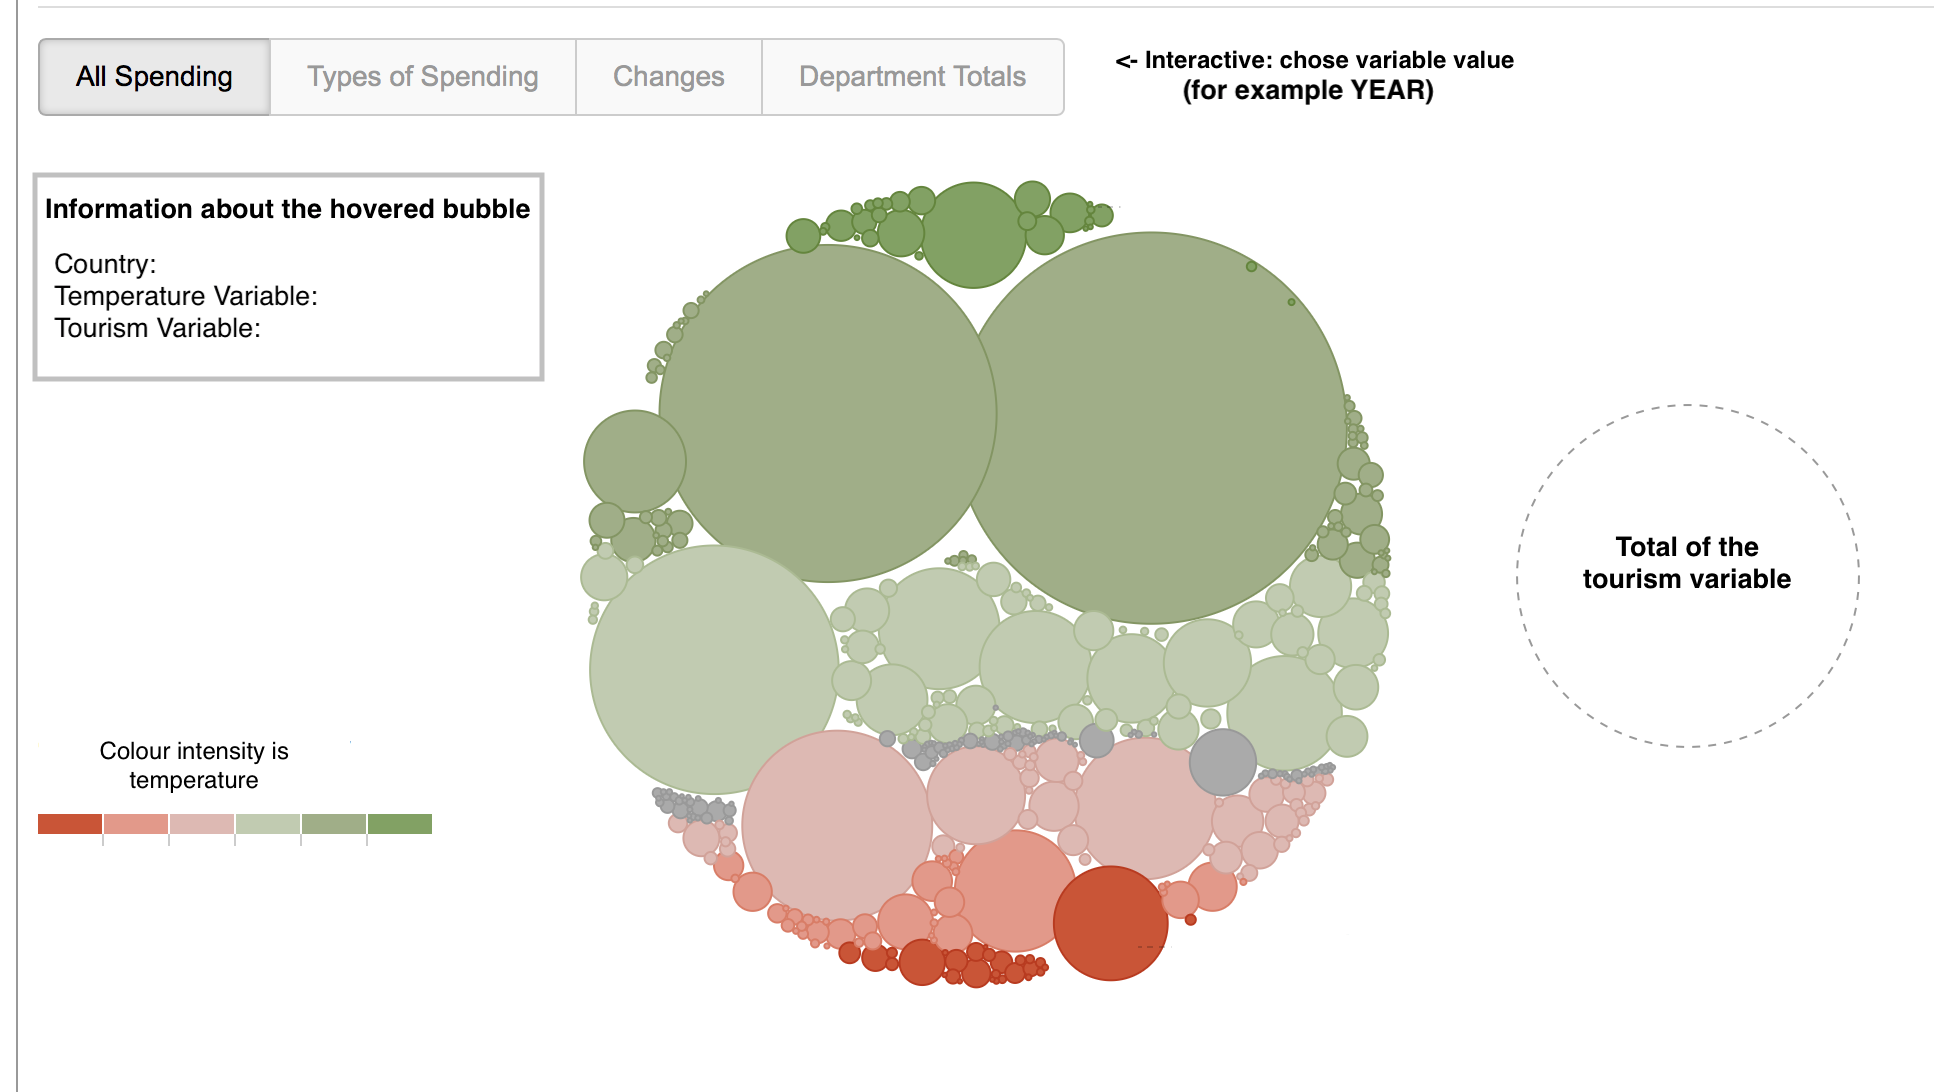 All Spending
Types of Spending
Changes
Department Totals
<- Interactive: chose variable value
(for example YEAR)
Information about the hovered bubble
Country:
Temperature Variable:
Tourism Variable:
Total of the
tourism variable
Colour intensity is
temperature